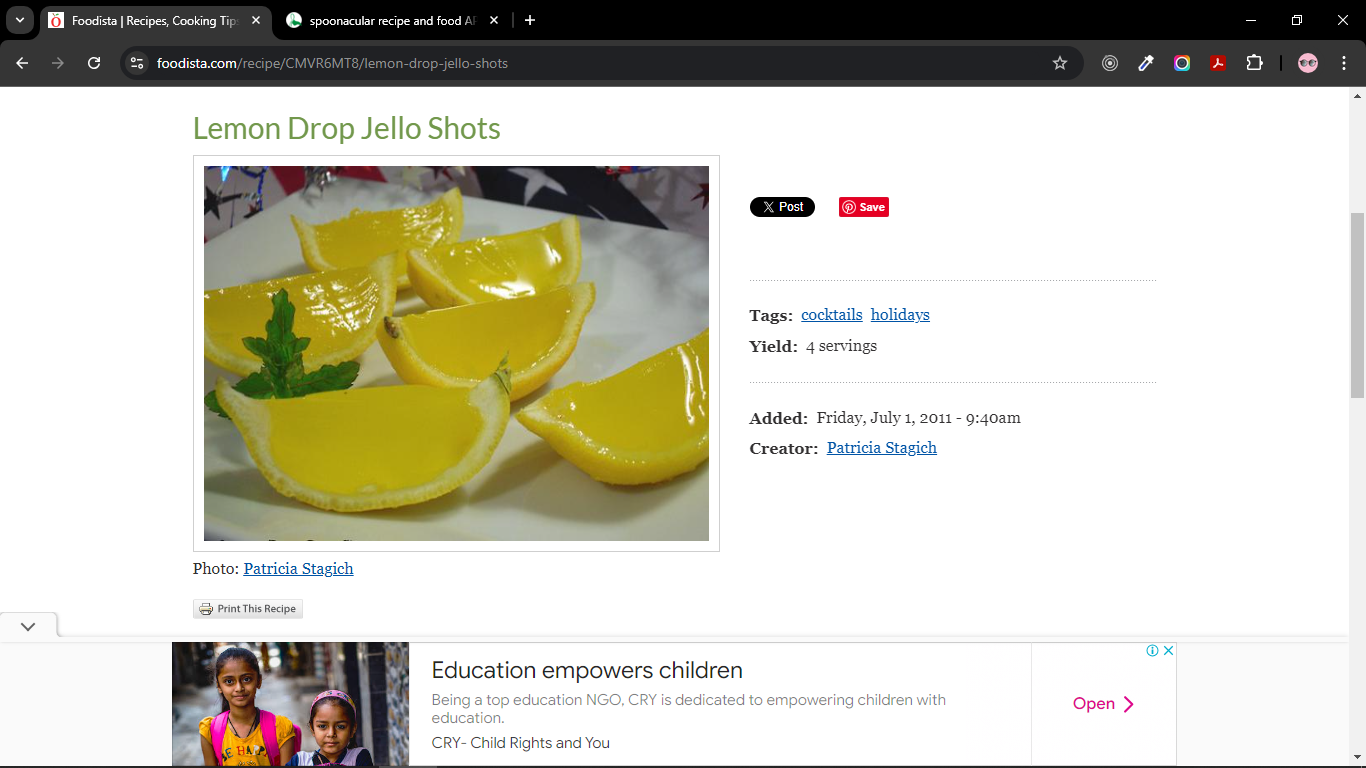 Foodista | Recipes, Cooking Tip
spoonacular recipe and food AP
foodista.com/recipe/CMVR6MT8/lemon-drop-jello-shots
Lemon Drop Jello Shots
Post
Save
Tags: cocktails holidays
Yield: 4 servings
Added: Friday, July 1, 2011 - 9:40am
Creator: Patricia Stagich
Photo: Patricia Stagich
Print This Recipe
Education empowers children
Being a top education NGO, CRY is dedicated to empowering children with
education.
CRY- Child Rights and You
Open